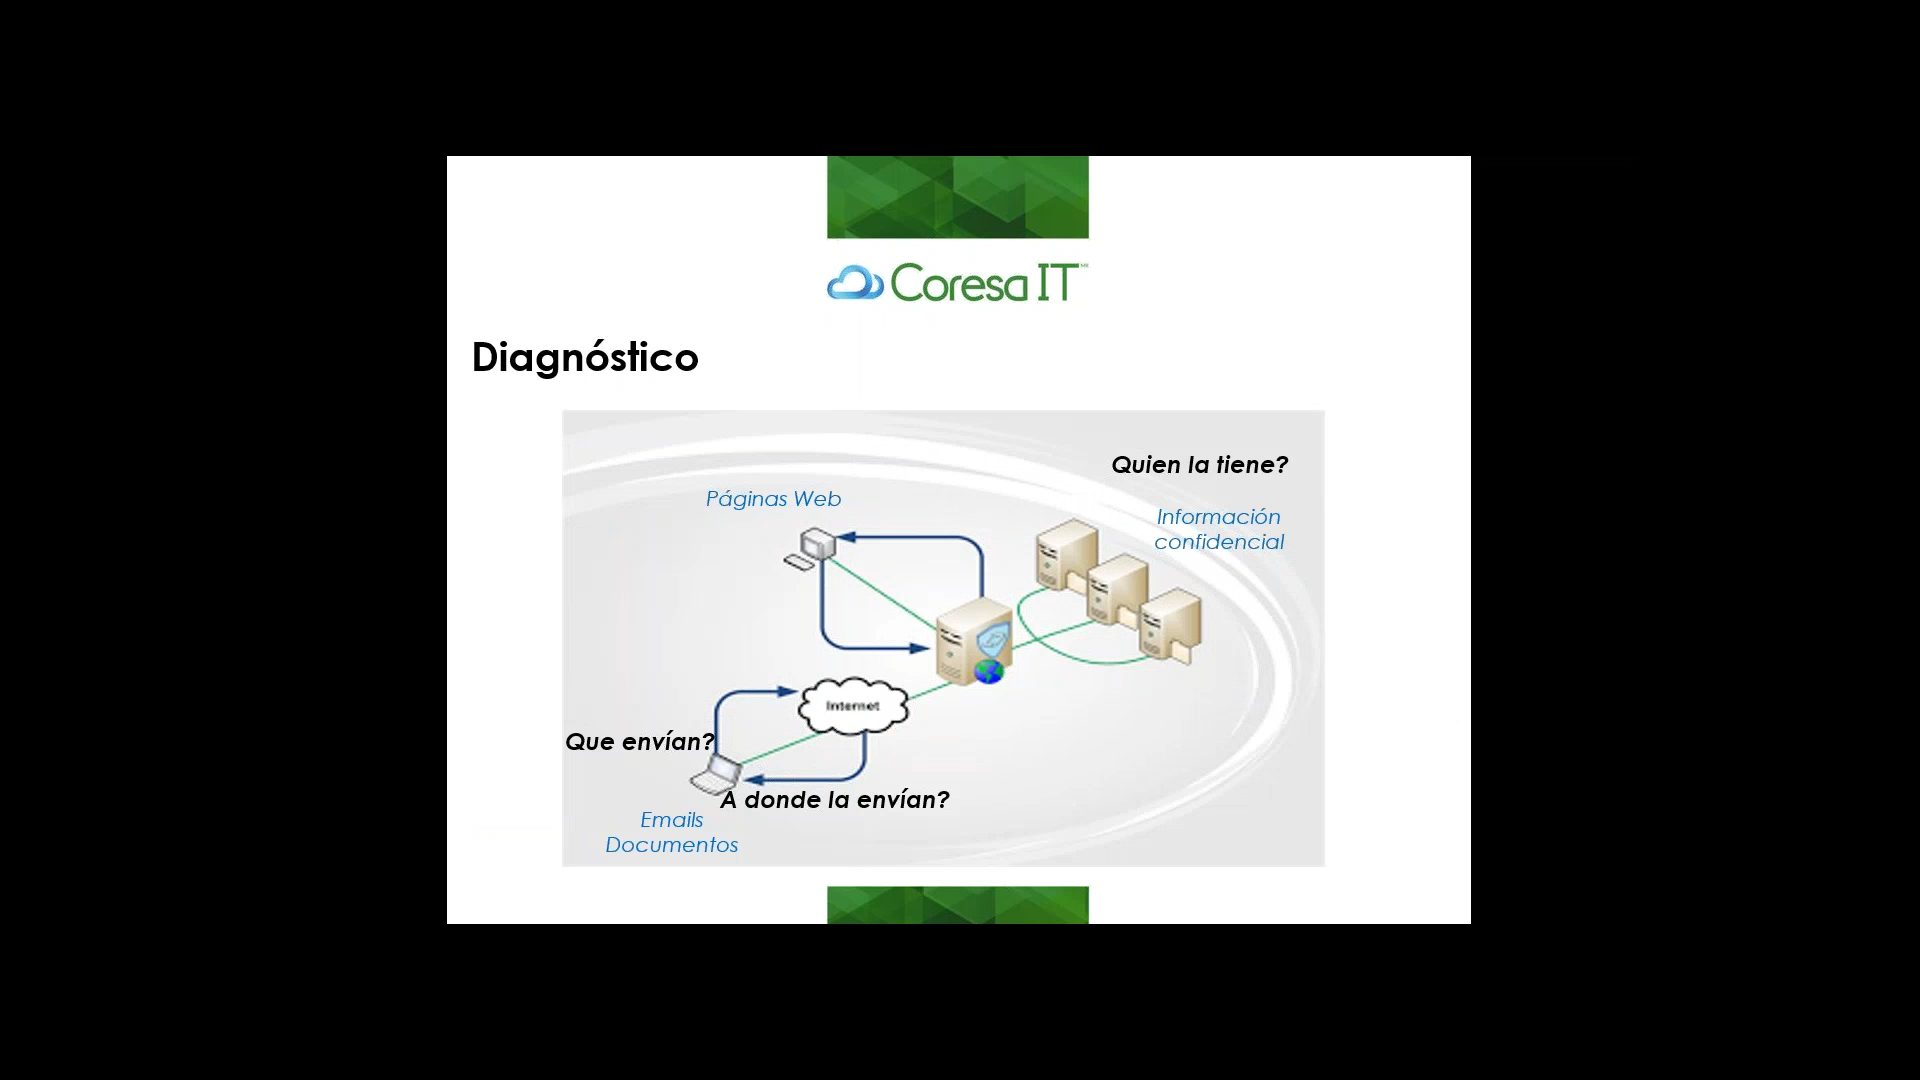 Coresa IT
Diagnóstico
Quien la tiene?
Páginas Web
Información
confidencial
Internet
Que envían?
A donde la envían?
Emails
Documentos